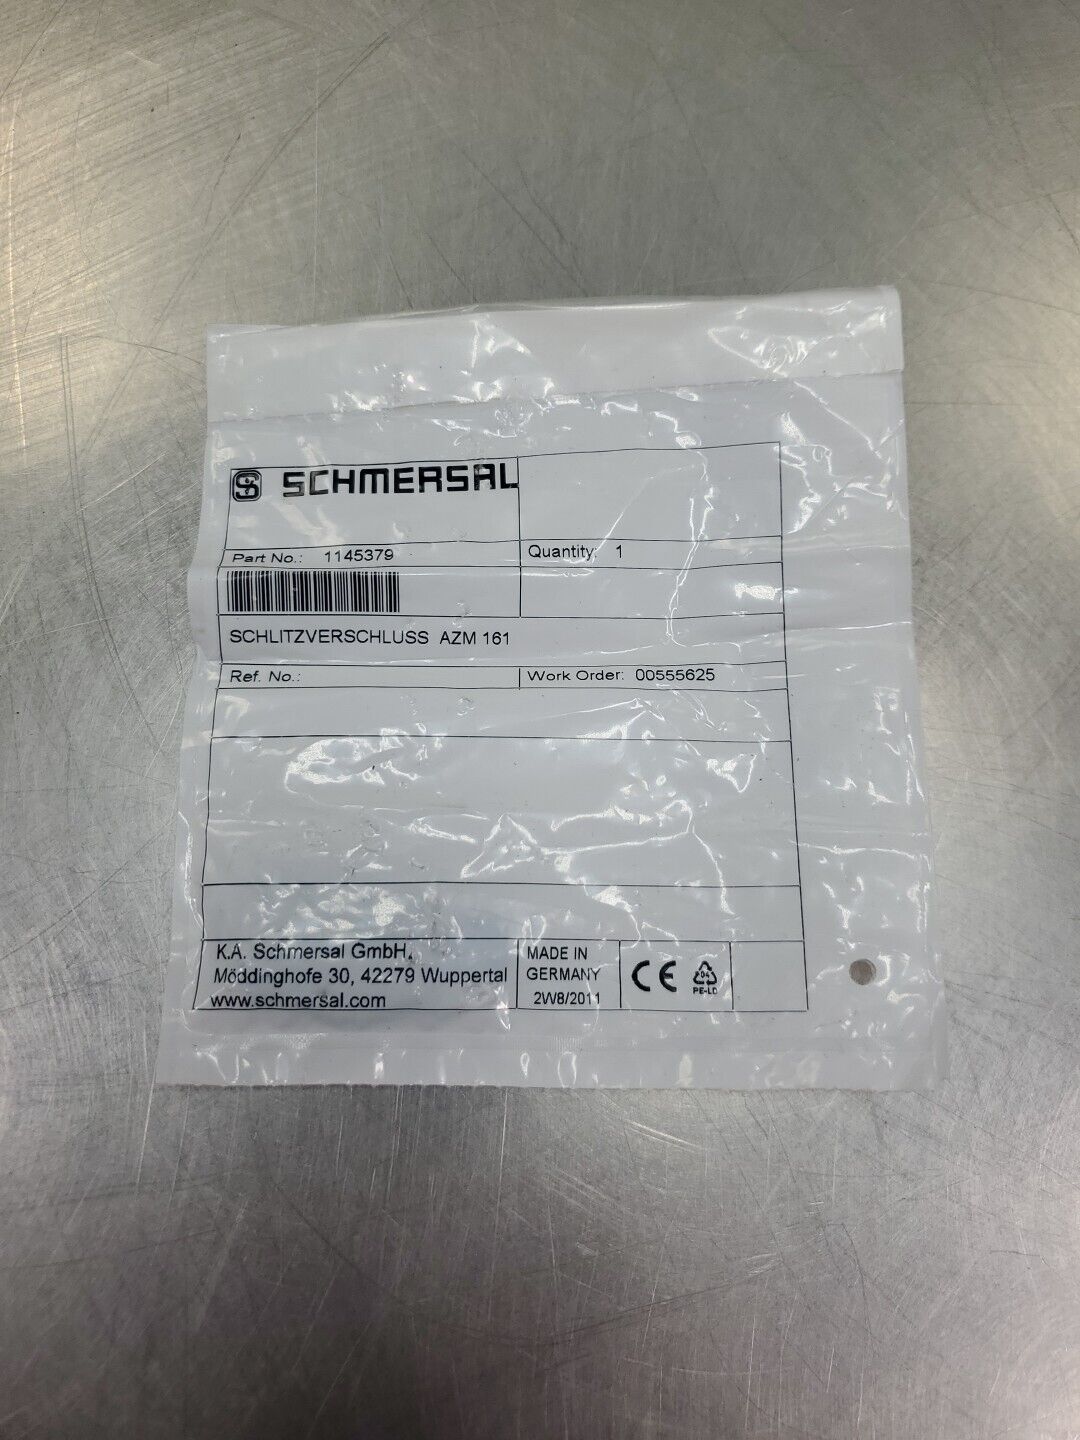 S SCHMERSAL
Part No.: 1145379
Quantity: 1
SCHLITZVERSCHLUSS AZM 161
Ref. No.:
Work Order: 00555625
K.A. Schmersal GmbH,
Möddinghofe 30, 42279 Wuppertal
www.schmersal.com
MADE IN
GERMANY
2W8/2011
CE
04
PE-LD